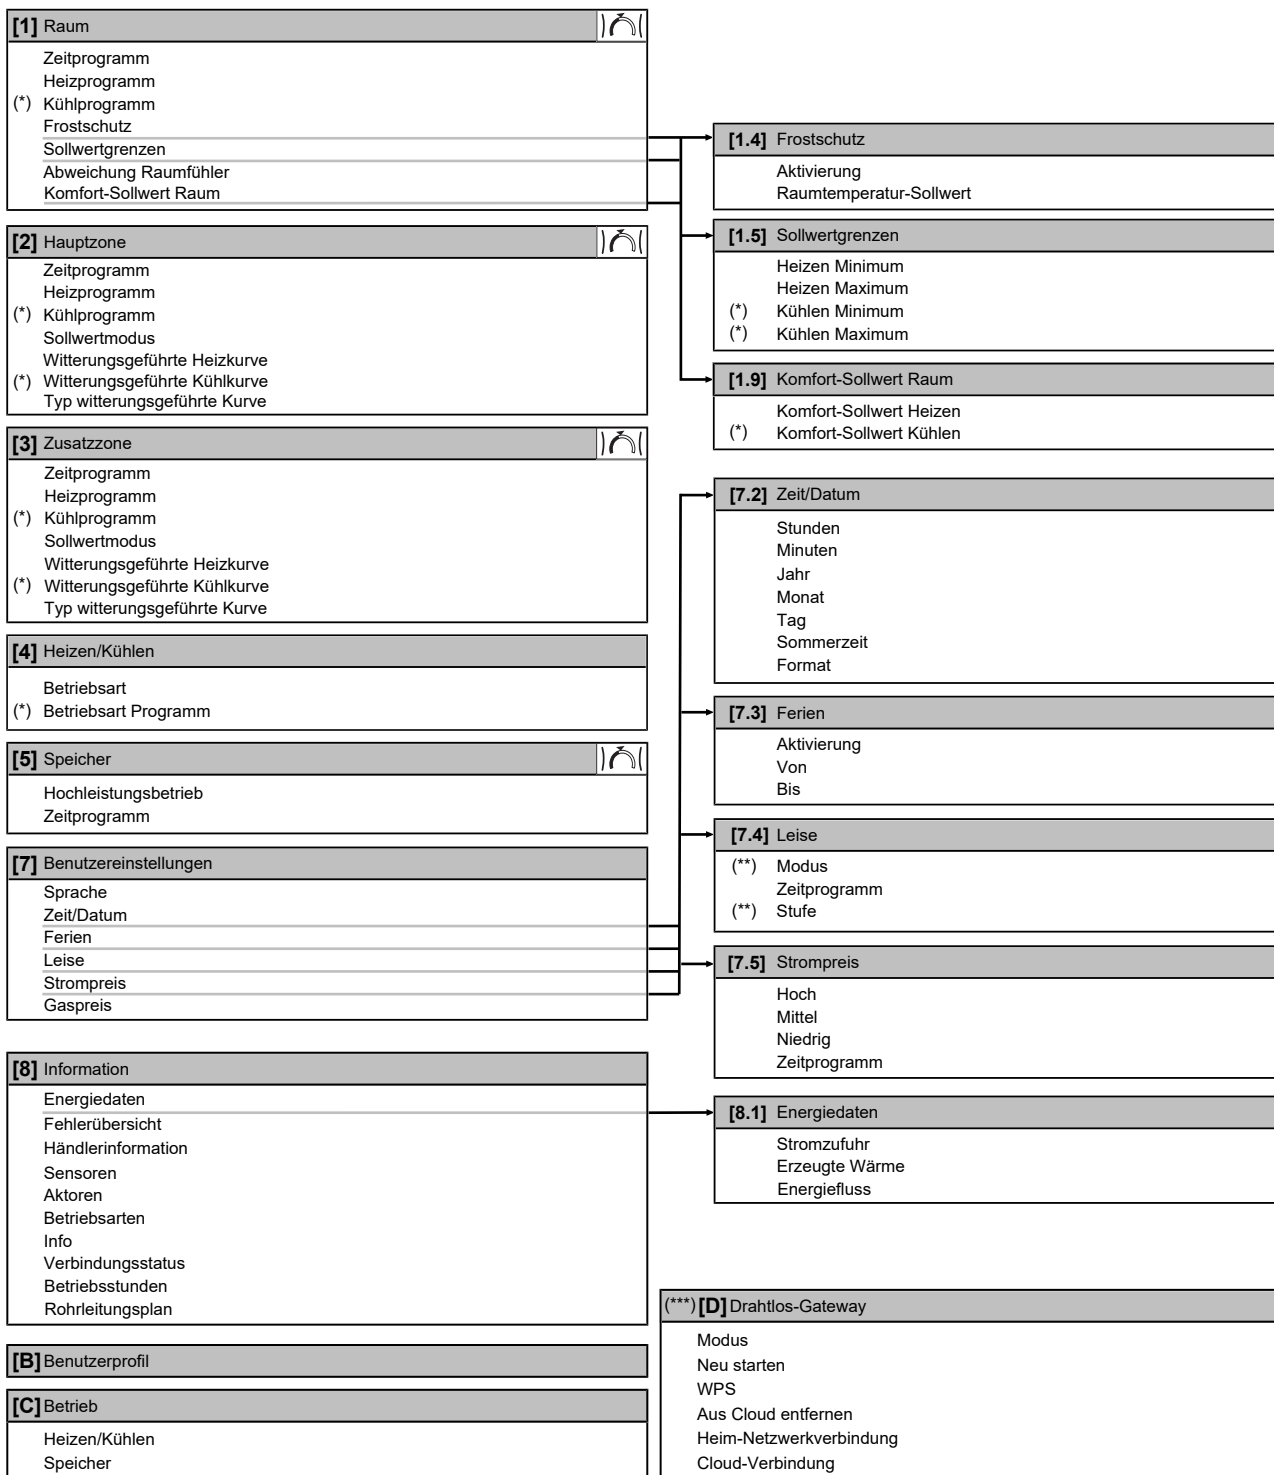 [1] Raum
Zeitprogramm
Heizprogramm
(*) Kühlprogramm
Frostschutz
Sollwertgrenzen
Abweichung Raumfühler
Komfort-Sollwert Raum
[2] Hauptzone
Zeitprogramm
Heizprogramm
(*) Kühlprogramm
Sollwertmodus
Witterungsgeführte Heizkurve
(*) Witterungsgeführte Kühlkurve
Typ witterungsgeführte Kurve
[3] Zusatzzone
Zeitprogramm
Heizprogramm
(*) Kühlprogramm
Sollwertmodus
Witterungsgeführte Heizkurve
(*) Witterungsgeführte Kühlkurve
Typ witterungsgeführte Kurve
[4] Heizen/Kühlen
Betriebsart
(*) Betriebsart Programm
[5] Speicher
Hochleistungsbetrieb
Zeitprogramm
[7] Benutzereinstellungen
Sprache
Zeit/Datum
Ferien
Leise
Strompreis
Gaspreis
[8] Information
Energiedaten
Fehlerübersicht
Händlerinformation
Sensoren
Aktoren
Betriebsarten
Info
Verbindungsstatus
Betriebsstunden
Rohrleitungsplan
[B] Benutzerprofil
[C] Betrieb
Heizen/Kühlen
Speicher
[1.4] Frostschutz
Aktivierung
Raumtemperatur-Sollwert
[1.5] Sollwertgrenzen
Heizen Minimum
Heizen Maximum
(*) Kühlen Minimum
(*) Kühlen Maximum
[1.9] Komfort-Sollwert Raum
Komfort-Sollwert Heizen
(*) Komfort-Sollwert Kühlen
[7.2] Zeit/Datum
Stunden
Minuten
Jahr
Monat
Tag
Sommerzeit
Format
[7.3] Ferien
Aktivierung
Von
Bis
[7.4] Leise
(**) Modus
Zeitprogramm
(**) Stufe
[7.5] Strompreis
Hoch
Mittel
Niedrig
Zeitprogramm
[8.1] Energiedaten
Stromzufuhr
Erzeugte Wärme
Energiefluss
(***) [D] Drahtlos-Gateway
Modus
Neu starten
WPS
Aus Cloud entfernen
Heim-Netzwerkverbindung
Cloud-Verbindung